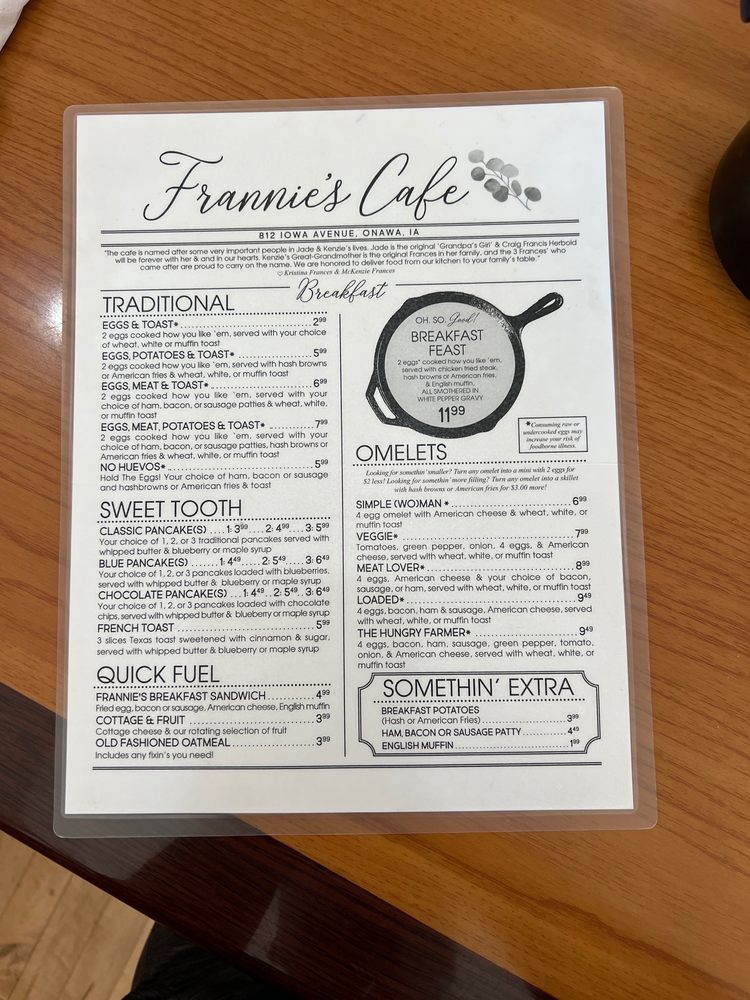 Frannie's Cafe
812 IOWA AVENUE, ONAWA, IA
"The cafe is named after some very important people in Jade & Kenzie's lives. Jade is the original 'Grandpa's Girl' & Craig Francis Herbold
will be forever with her & and in our hearts. Kenzie's Great-Grandmother is the original Frances in her family, and the 3 Frances' who
came after are proud to carry on the name. We are honored to deliver food from our kitchen to your family's table."
♡ Kristina Frances & McKenzie Frances
Breakfast
TRADITIONAL
EGGS & TOAST* 2.99
2 eggs cooked how you like 'em, served with your choice
of wheat, white or muffin toast
EGGS, POTATOES & TOAST* 5.99
2 eggs cooked how you like 'em, served with hash browns
or American fries & wheat, white, or muffin toast
EGGS, MEAT & TOAST* 6.99
2 eggs cooked how you like 'em, served with your
choice of ham, bacon, or sausage patties & wheat, white,
or muffin toast
EGGS, MEAT, POTATOES & TOAST* 7.99
2 eggs cooked how you like 'em, served with your
choice of ham, bacon, or sausage patties, hash browns or
American fries & wheat, white, or muffin toast
NO HUEVOS* 5.99
Hold The Eggs! Your choice of ham, bacon or sausage
and hashbrowns or American fries & toast
SWEET TOOTH
CLASSIC PANCAKE(S) ....1: 3.99 ...2: 4.99 ...3: 5.99
Your choice of 1, 2, or 3 traditional pancakes served with
whipped butter & blueberry or maple syrup
BLUE PANCAKE(S) .......1: 4.49 ...2: 5.49 ...3: 6.49
Your choice of 1, 2, or 3 pancakes loaded with blueberries,
served with whipped butter & blueberry or maple syrup
CHOCOLATE PANCAKE(S) ...1: 4.49 ..2: 5.49 ..3: 6.49
Your choice of 1, 2, or 3 pancakes loaded with chocolate
chips, served with whipped butter & blueberry or maple syrup
FRENCH TOAST 5.99
3 slices Texas toast sweetened with cinnamon & sugar,
served with whipped butter & blueberry or maple syrup
QUICK FUEL
FRANNIE'S BREAKFAST SANDWICH 4.99
Fried egg, bacon or sausage, American cheese, English muffin
COTTAGE & FRUIT 3.99
Cottage cheese & our rotating selection of fruit
OLD FASHIONED OATMEAL 3.99
Includes any fixin's you need!
OH. SO. Good!
BREAKFAST
FEAST
2 eggs* cooked how you like 'em,
served with chicken fried steak,
hash browns or American fries,
& English muffin.
ALL SMOTHERED IN
WHITE PEPPER GRAVY
11.99
*Consuming raw or
undercooked eggs may
increase your risk of
foodborne illness.
OMELETS
Looking for somethin' smaller? Turn any omelet into a mini with 2 eggs for
$2 less! Looking for somethin' more filling? Turn any omelet into a skillet
with hash browns or American fries for $3.00 more!
SIMPLE (WO)MAN * 6.99
4 egg omelet with American cheese & wheat, white, or
muffin toast
VEGGIE* 7.99
Tomatoes, green pepper, onion, 4 eggs, & American
cheese, served with wheat, white, or muffin toast
MEAT LOVER* 8.99
4 eggs, American cheese & your choice of bacon,
sausage, or ham, served with wheat, white, or muffin toast
LOADED* 9.49
4 eggs, bacon, ham & sausage, American cheese, served
with wheat, white, or muffin toast
THE HUNGRY FARMER* 9.49
4 eggs, bacon, ham, sausage, green pepper, tomato,
onion, & American cheese, served with wheat, white, or
muffin toast
SOMETHIN' EXTRA
BREAKFAST POTATOES
(Hash or American Fries) 3.99
HAM, BACON OR SAUSAGE PATTY 4.49
ENGLISH MUFFIN 1.99